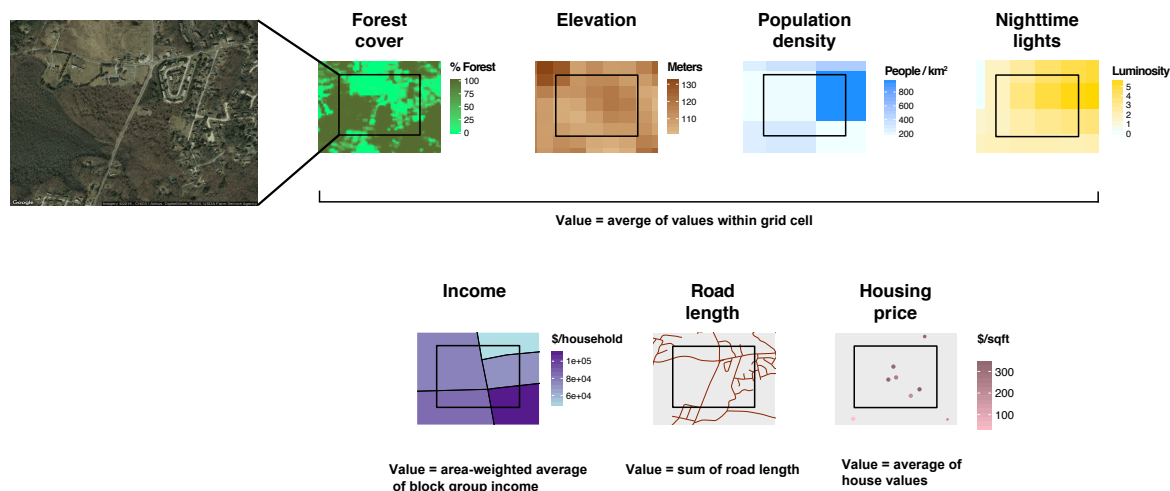 Forest
cover
Elevation
Population
density
Nighttime
lights
% Forest
100
75
50
25
0
Meters
130
120
110
People / km²
800
600
400
200
Luminosity
5
4
3
2
1
0
Google
Value = averge of values within grid cell
Income
Road
length
Housing
price
$/household
1e+05
8e+04
6e+04
$/sqft
300
200
100
Value = area-weighted average
of block group income
Value = sum of road length
Value = average of
house values